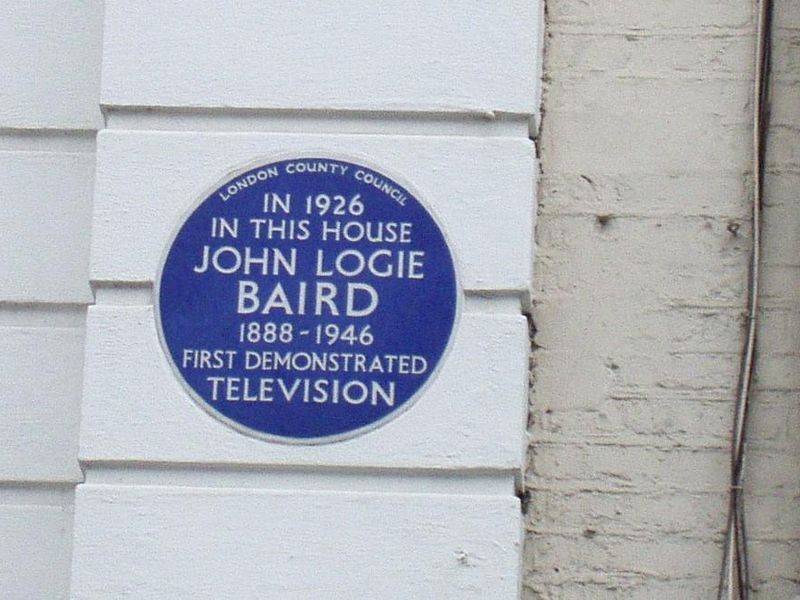 LONDON COUNTY COUNCIL
IN 1926
IN THIS HOUSE
JOHN LOGIE
BAIRD
1888-1946
FIRST DEMONSTRATED
TELEVISION